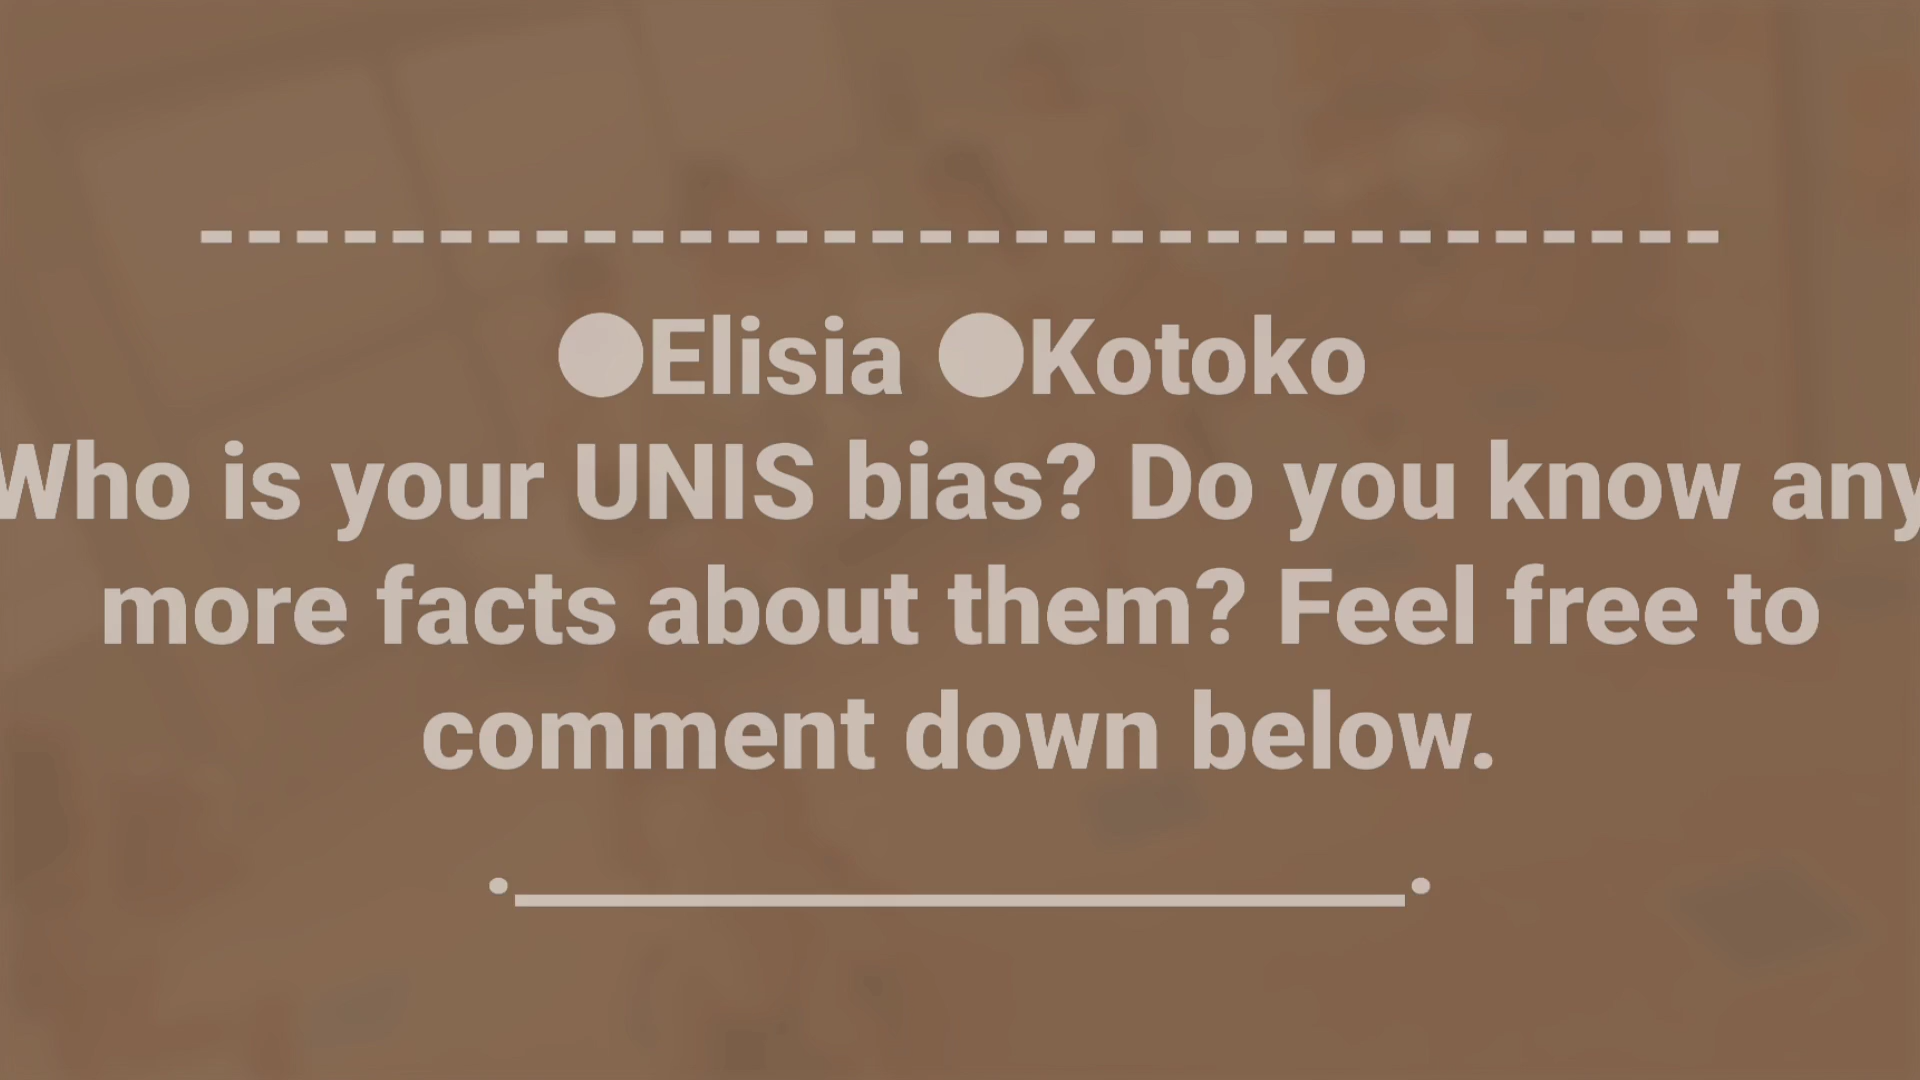 ●Elisia ●Kotoko
Who is your UNIS bias? Do you know any
more facts about them? Feel free to
comment down below.